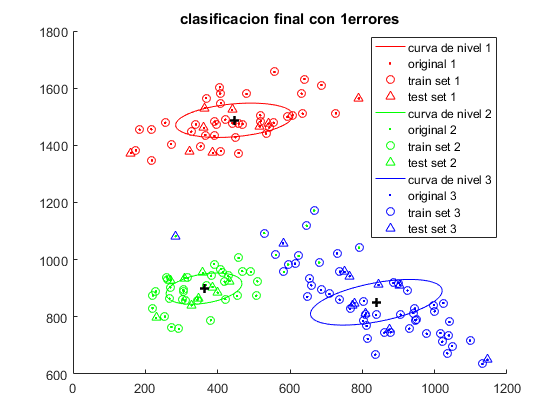 clasificacion final con 1errores
1800
1600
1400
1200
1000
800
600
0
200
400
600
800
1000
1200
curva de nivel 1
original 1
train set 1
test set 1
curva de nivel 2
original 2
train set 2
test set 2
curva de nivel 3
original 3
train set 3
test set 3